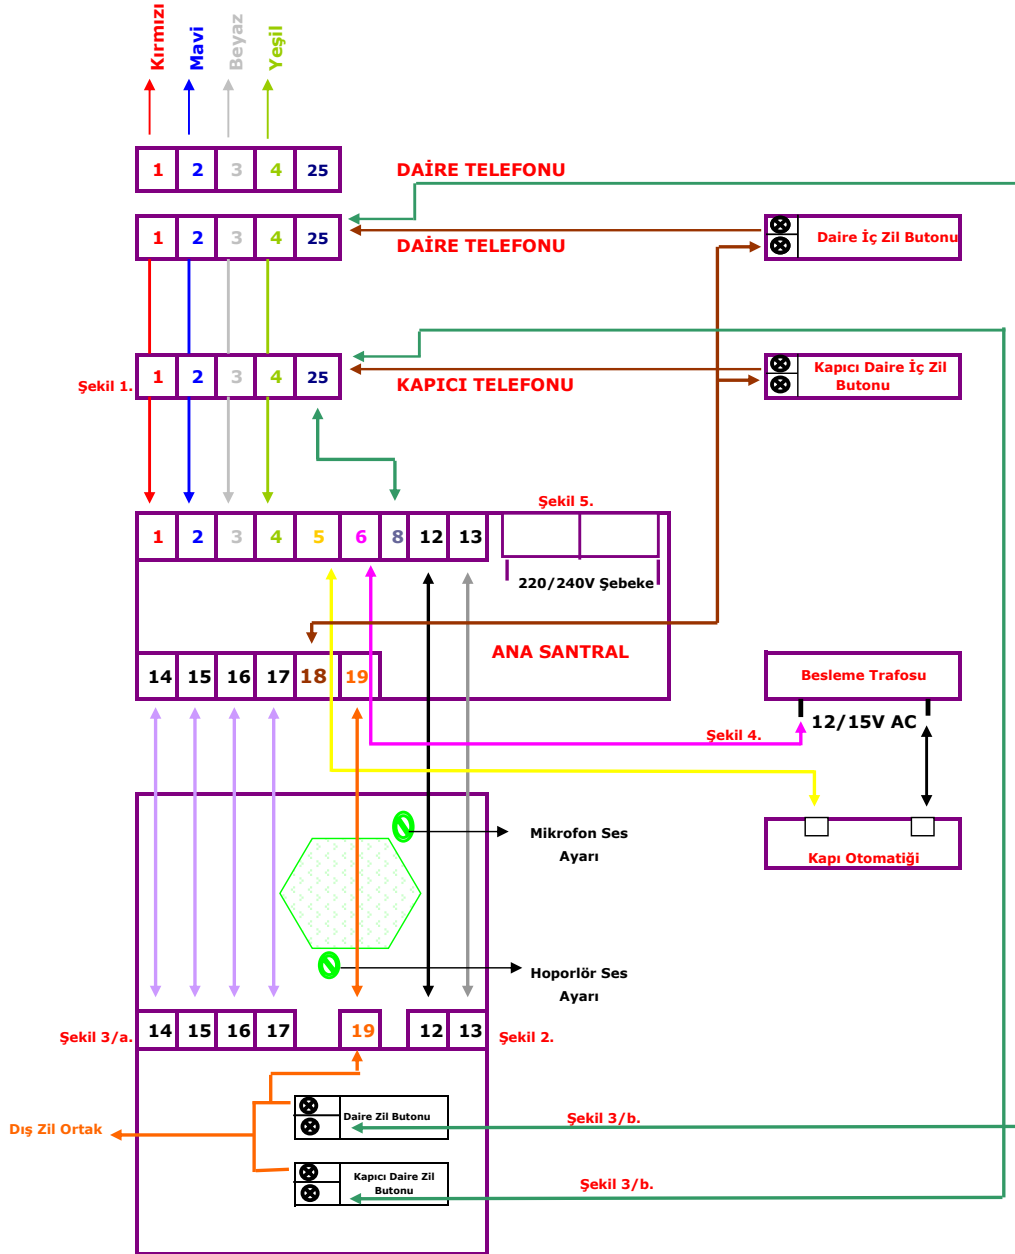 Kırmızı
Mavi
Beyaz
Yeşil
1 2 3 4 25
DAİRE TELEFONU
1 2 3 4 25
DAİRE TELEFONU
Daire İç Zil Butonu
Şekil 1.
1 2 3 4 25
KAPICI TELEFONU
Kapıcı Daire İç Zil
Butonu
Şekil 5.
1 2 3 4 5 6 8 12 13
220/240V Şebeke
ANA SANTRAL
14 15 16 17 18 19
Besleme Trafosu
12/15V AC
Şekil 4.
Mikrofon Ses
Ayarı
Kapı Otomatiği
Hoporlör Ses
Ayarı
Şekil 3/a.
14 15 16 17 19 12 13
Şekil 2.
Daire Zil Butonu
Şekil 3/b.
Dış Zil Ortak
Kapıcı Daire Zil
Butonu
Şekil 3/b.